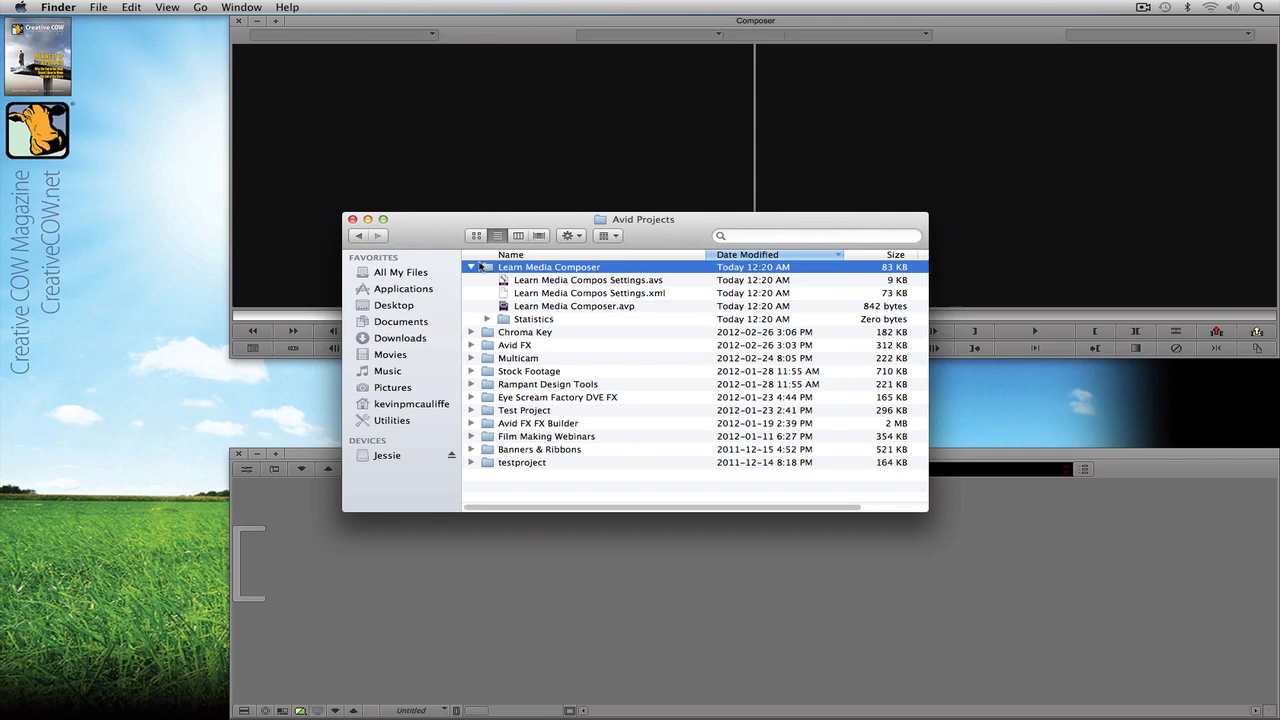 Finder File Edit View Go Window Help
Composer
Creative COW
Creative COW Magazine
CreativeCOW.net
Avid Projects
Name Date Modified Size
FAVORITES
All My Files
Applications
Desktop
Documents
Downloads
Movies
Music
Pictures
kevinpmcauliffe
Utilities
DEVICES
Jessie
Learn Media Composer Today 12:20 AM 83 KB
Learn Media Compos Settings.avs Today 12:20 AM 9 KB
Learn Media Compos Settings.xml Today 12:20 AM 73 KB
Learn Media Composer.avp Today 12:20 AM 842 bytes
Statistics Today 12:20 AM Zero bytes
Chroma Key 2012-02-26 3:06 PM 182 KB
Avid FX 2012-02-26 3:03 PM 312 KB
Multicam 2012-02-24 8:05 PM 222 KB
Stock Footage 2012-01-28 11:55 AM 710 KB
Rampant Design Tools 2012-01-28 11:55 AM 221 KB
Eye Scream Factory DVE FX 2012-01-23 4:44 PM 165 KB
Test Project 2012-01-23 2:41 PM 296 KB
Avid FX FX Builder 2012-01-19 2:39 PM 2 MB
Film Making Webinars 2012-01-11 6:27 PM 354 KB
Banners & Ribbons 2011-12-15 4:52 PM 521 KB
testproject 2011-12-14 8:18 PM 164 KB
Untitled